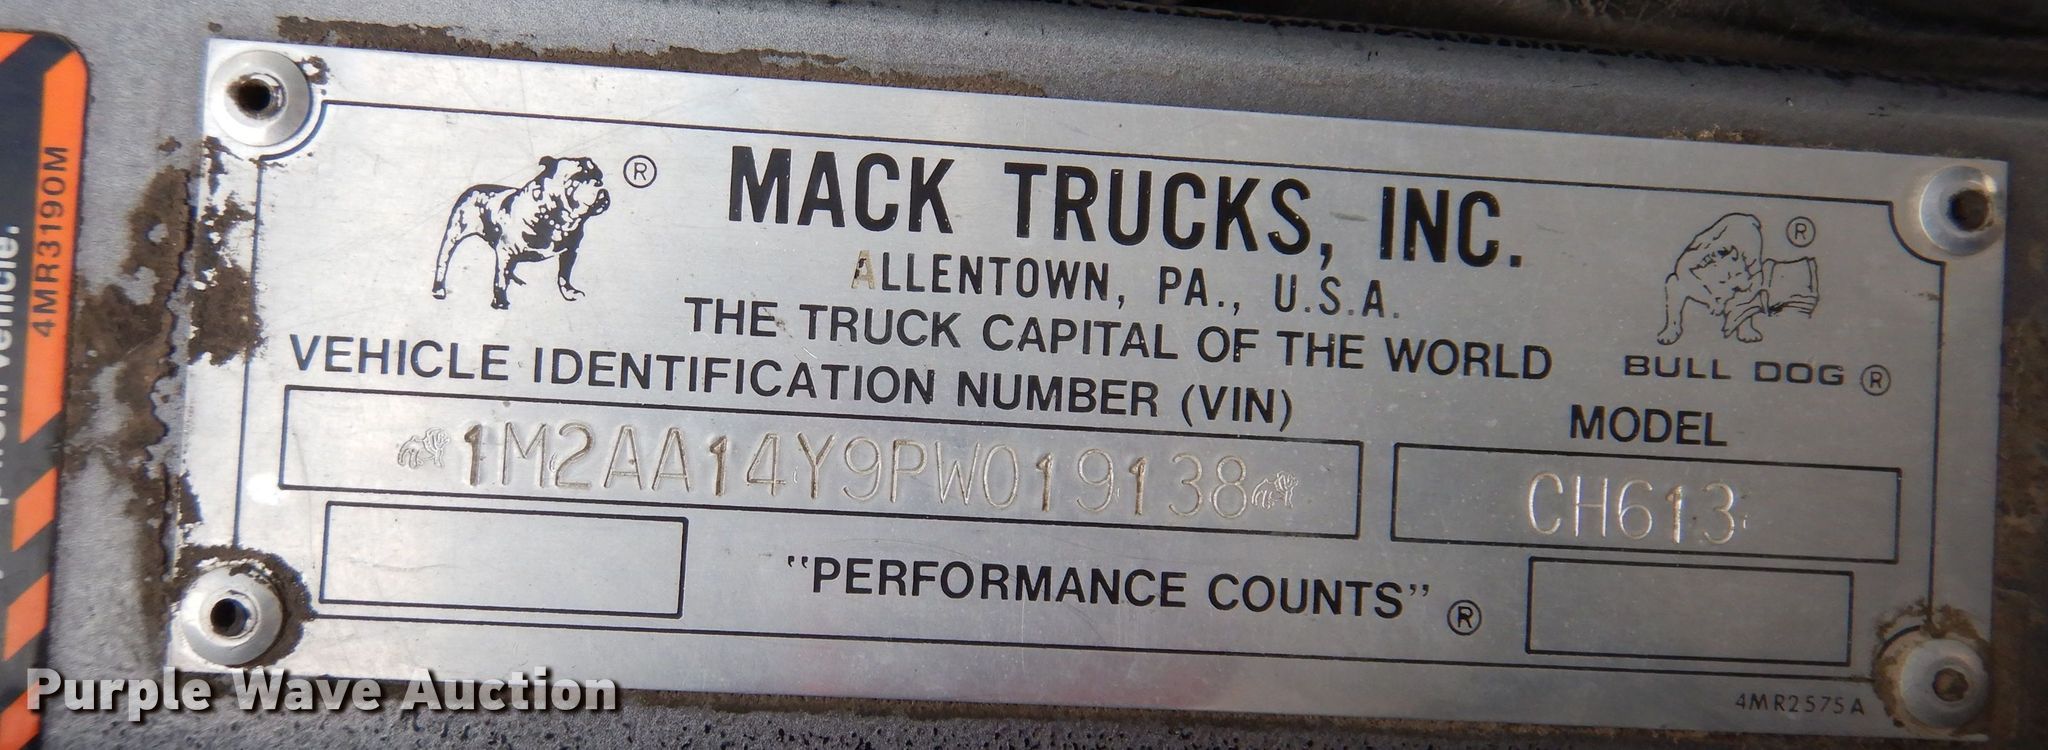 MACK TRUCKS, INC.
ALLENTOWN, PA., U.S.A.
THE TRUCK CAPITAL OF THE WORLD
BULL DOG ®
®
®
VEHICLE IDENTIFICATION NUMBER (VIN)
MODEL
1M2AA14Y9PW019138
CH613
"PERFORMANCE COUNTS" ®
4MR2575A
4MR3190M
vehicle.
Purple Wave Auction